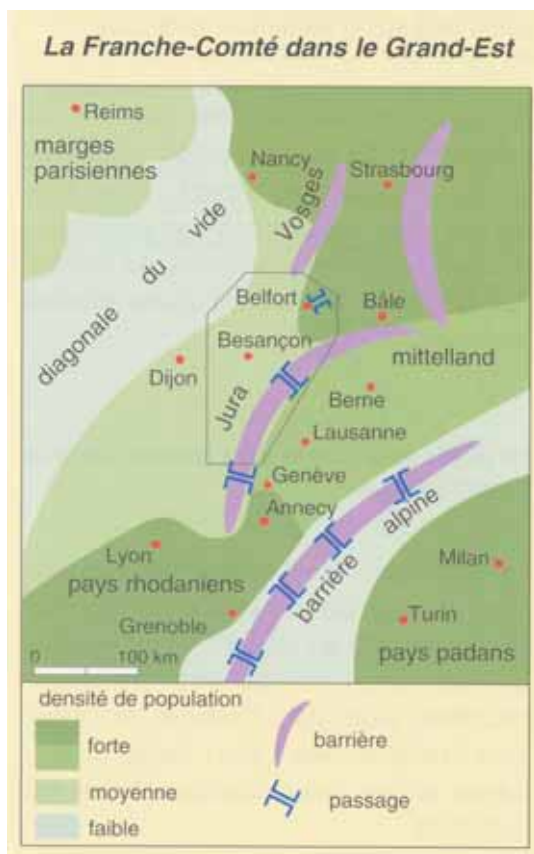 La Franche-Comté dans le Grand-Est
Reims
marges
parisiennes
Nancy
Strasbourg
Vosges
diagonale du vide
Belfort
Bâle
Besançon
Dijon
mittelland
Jura
Berne
Lausanne
Genève
Annecy
alpine
Lyon
Milan
pays rhodaniens
barrière
Grenoble
Turin
pays padans
0 100 km
densité de population
forte
barrière
moyenne
passage
faible